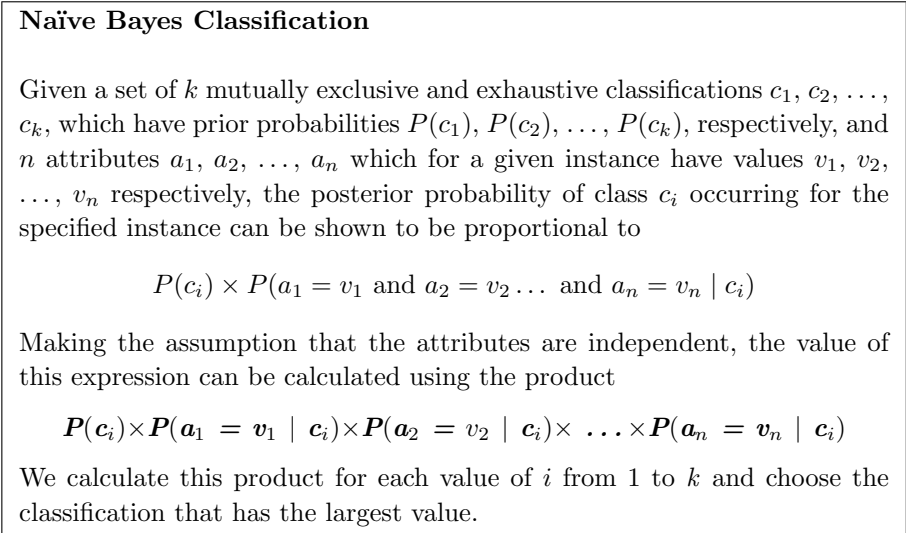 Naïve Bayes Classification
Given a set of k mutually exclusive and exhaustive classifications c₁, c₂, …,
cₖ, which have prior probabilities P(c₁), P(c₂), …, P(cₖ), respectively, and
n attributes a₁, a₂, …, aₙ which for a given instance have values v₁, v₂,
…, vₙ respectively, the posterior probability of class cᵢ occurring for the
specified instance can be shown to be proportional to
P(cᵢ) × P(a₁ = v₁ and a₂ = v₂ … and aₙ = vₙ | cᵢ)
Making the assumption that the attributes are independent, the value of
this expression can be calculated using the product
P(cᵢ)×P(a₁ = v₁ | cᵢ)×P(a₂ = v₂ | cᵢ)× … ×P(aₙ = vₙ | cᵢ)
We calculate this product for each value of i from 1 to k and choose the
classification that has the largest value.